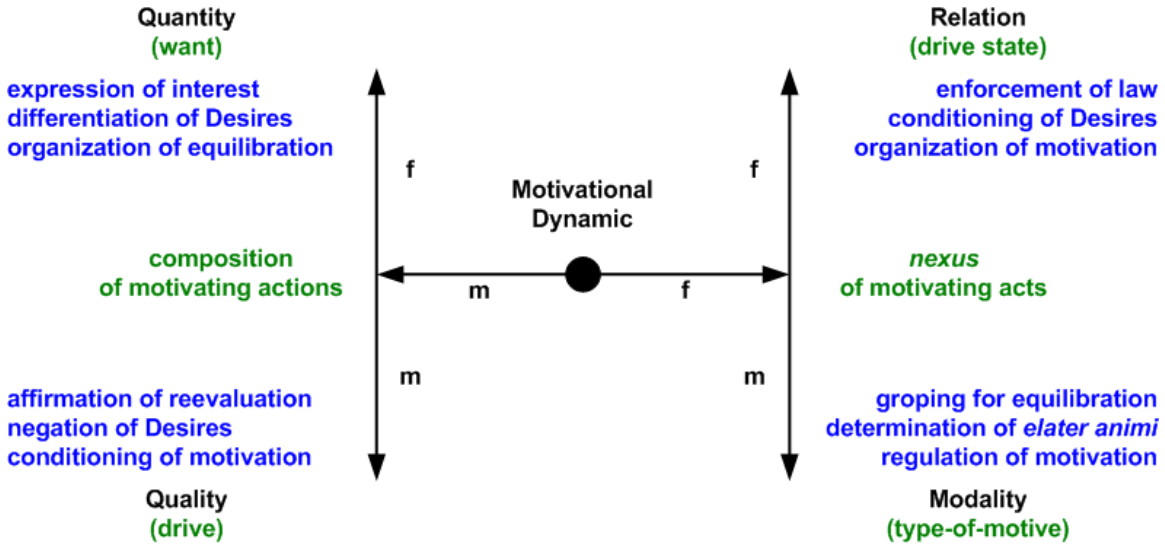 Quantity
(want)
expression of interest
differentiation of Desires
organization of equilibration
Relation
(drive state)
enforcement of law
conditioning of Desires
organization of motivation
f
f
Motivational
Dynamic
composition
of motivating actions
m
f
nexus
of motivating acts
m
m
affirmation of reevaluation
negation of Desires
conditioning of motivation
Quality
(drive)
groping for equilibration
determination of elater animi
regulation of motivation
Modality
(type-of-motive)